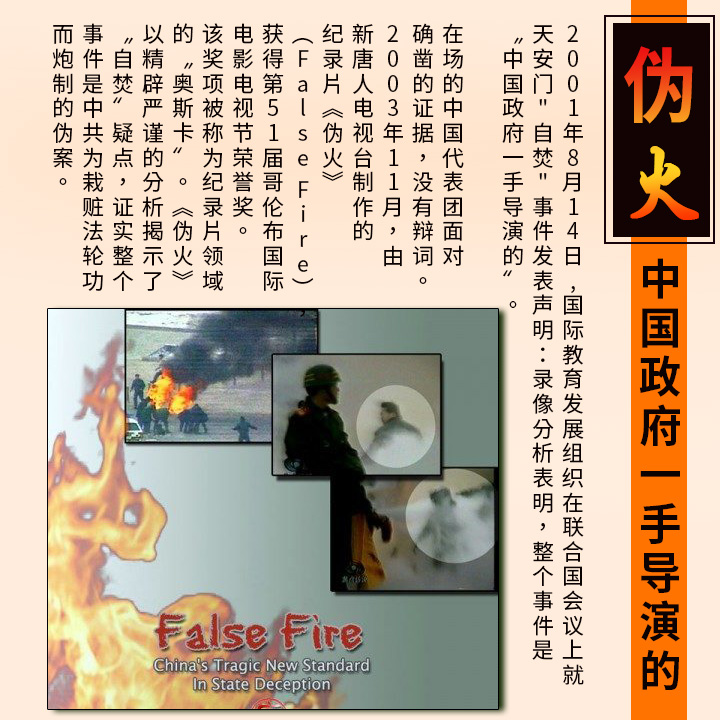 伪火
中国政府一手导演的
2001年8月14日,国际教育发展组织在联合国会议上就
天安门"自焚"事件发表声明：录像分析表明，整个事件是
“中国政府一手导演的”。
在场的中国代表团面对
确凿的证据，没有辩词。
2003年11月，由
新唐人电视台制作的
纪录片《伪火》
(FalseFire)
获得第51届哥伦布国际
电影电视节荣誉奖。
该奖项被称为纪录片领域
的“奥斯卡”。《伪火》
以精辟严谨的分析揭示了
“自焚”疑点，证实整个
事件是中共为栽赃法轮功
而炮制的伪案。
False Fire
China's Tragic New Standard
In State Deception